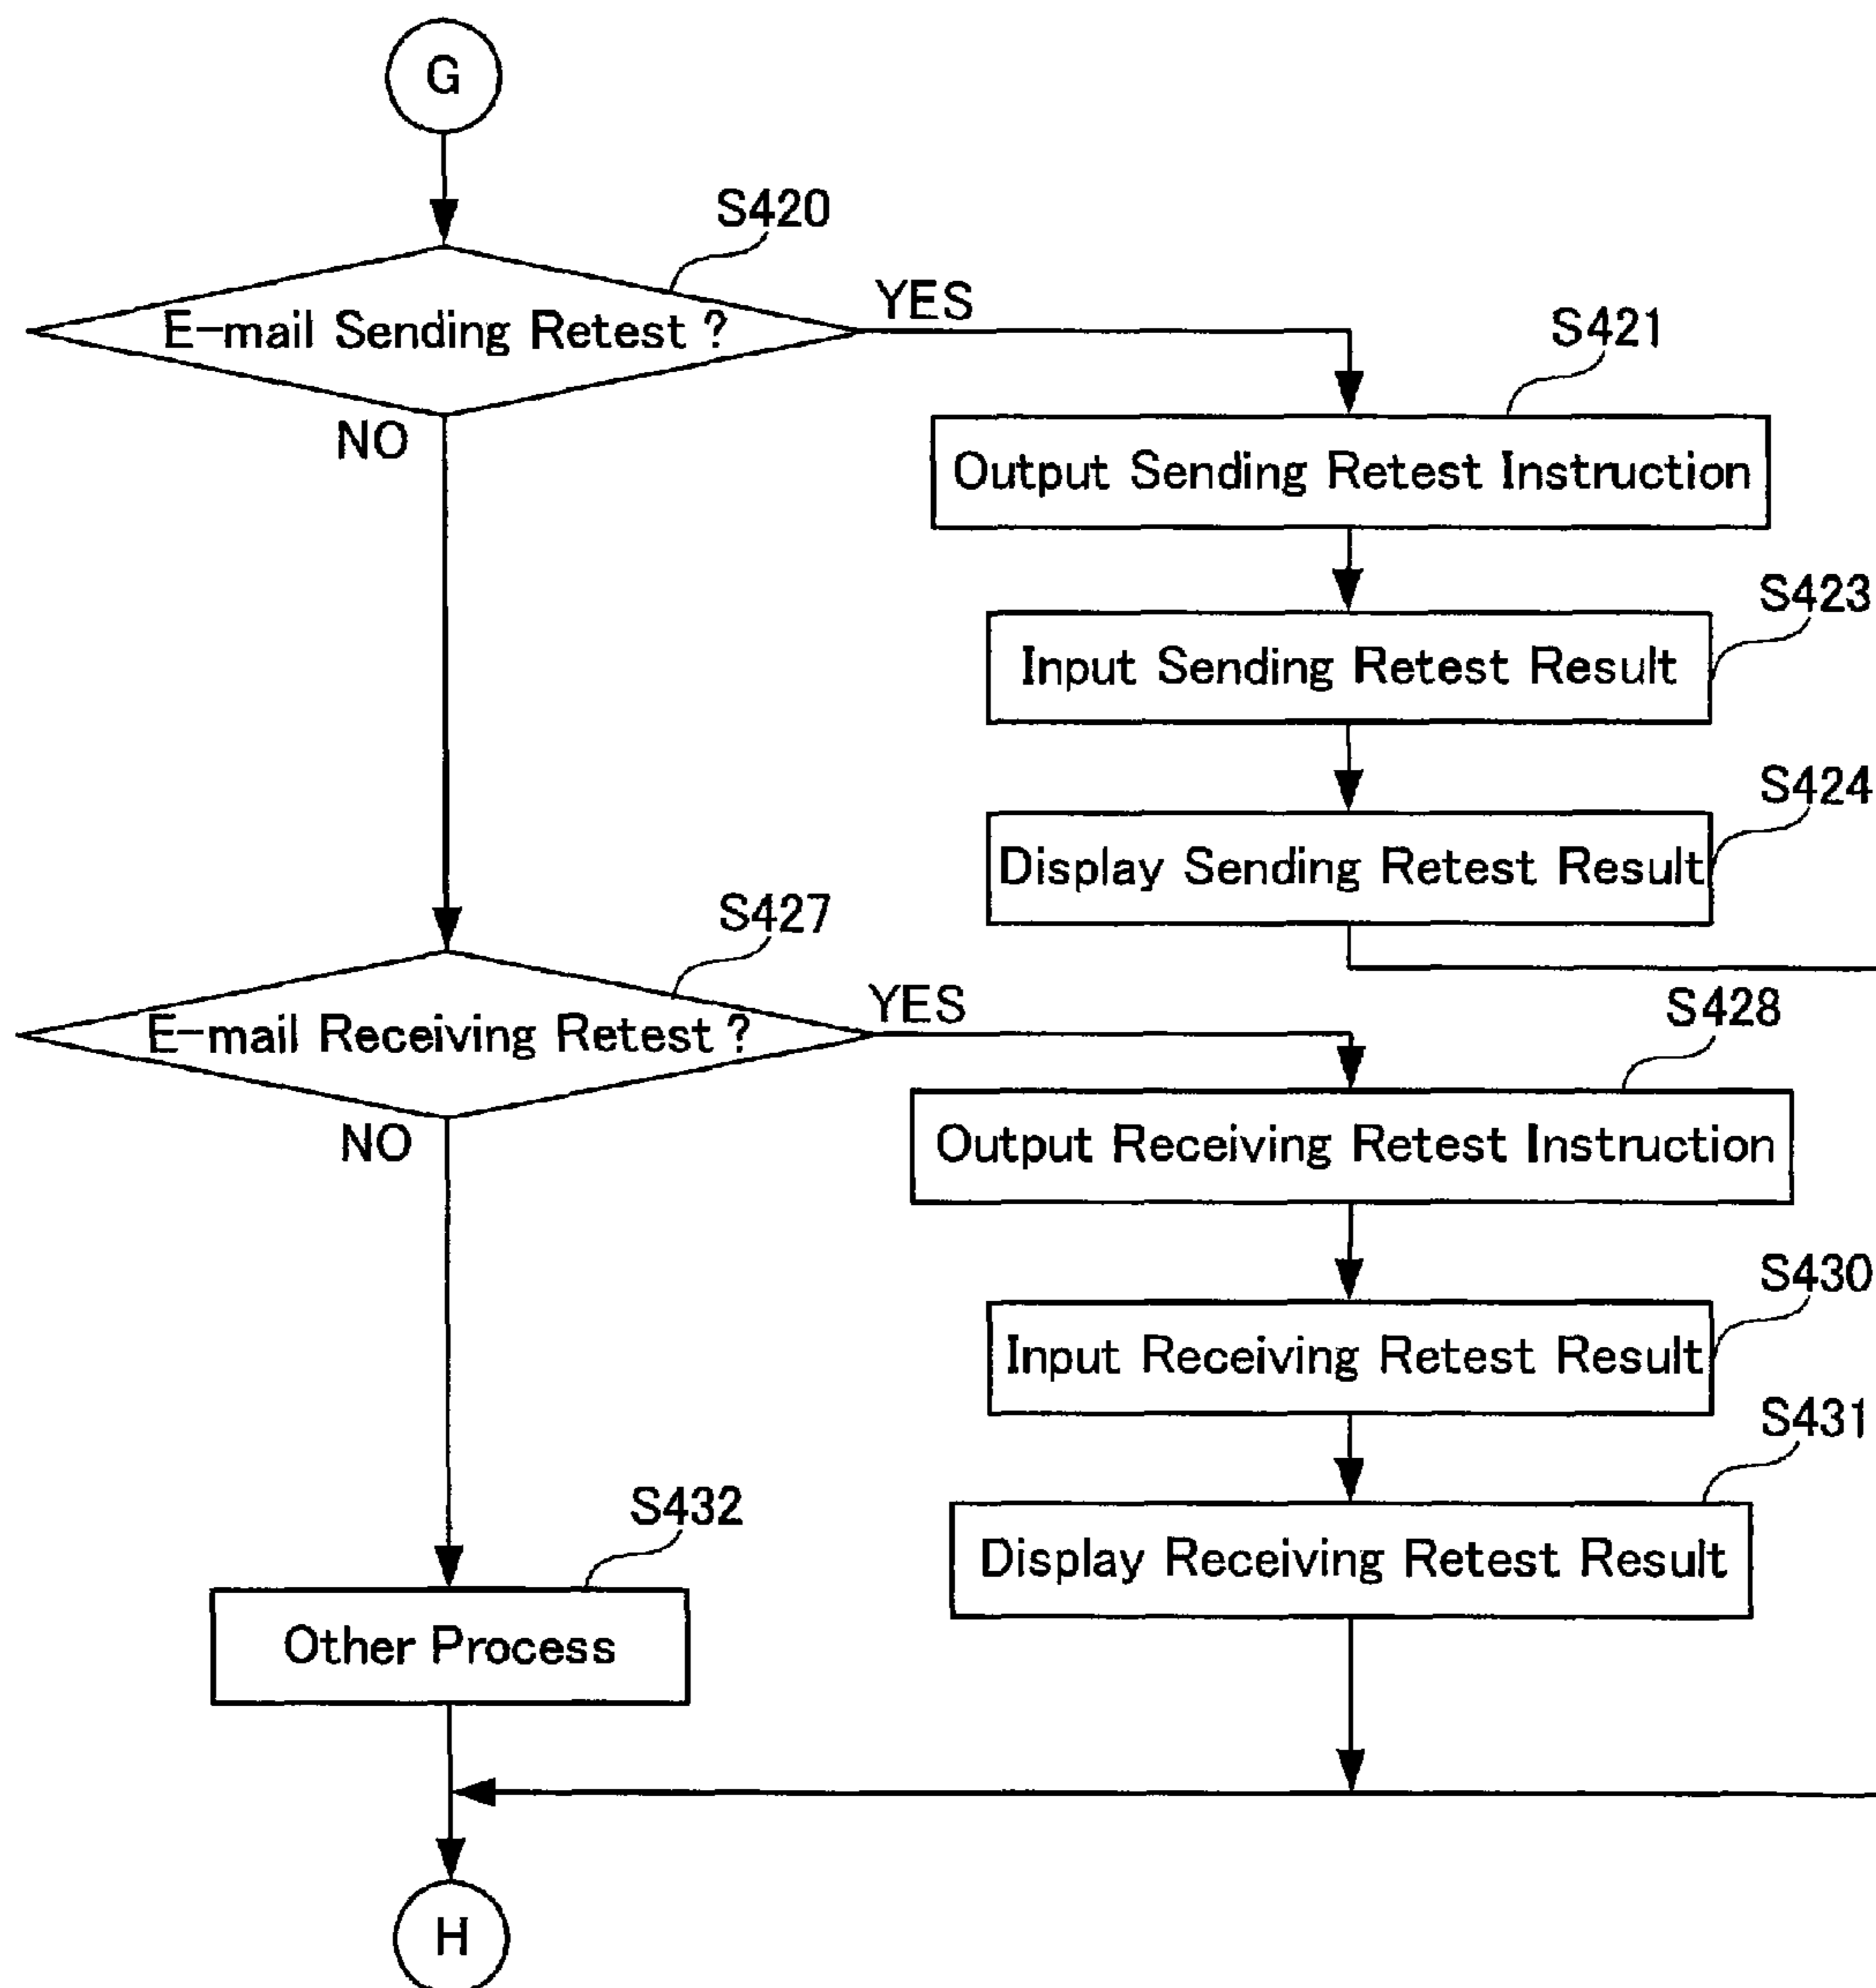 G
S420
E-mail Sending Retest ?
YES
NO
S421
Output Sending Retest Instruction
S423
Input Sending Retest Result
S424
Display Sending Retest Result
S427
E-mail Receiving Retest ?
YES
NO
S428
Output Receiving Retest Instruction
S430
Input Receiving Retest Result
S431
Display Receiving Retest Result
S432
Other Process
H